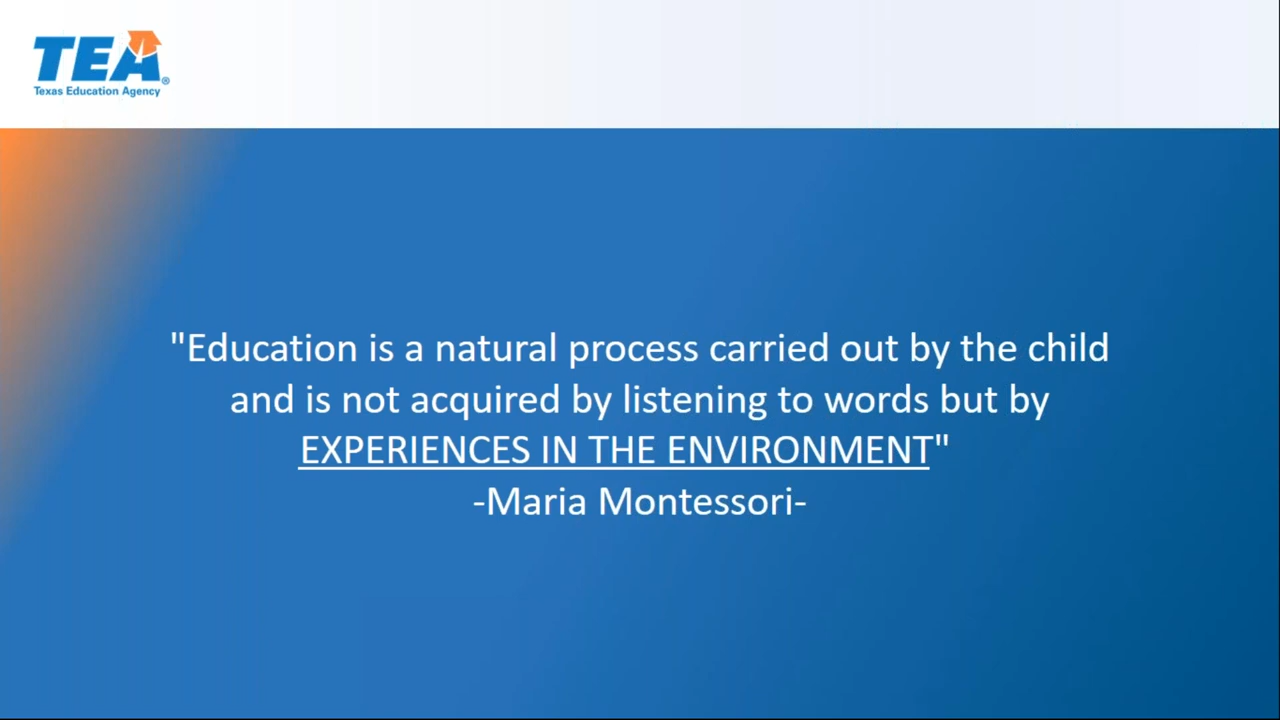 TEA®
Texas Education Agency
"Education is a natural process carried out by the child
and is not acquired by listening to words but by
EXPERIENCES IN THE ENVIRONMENT"
-Maria Montessori-